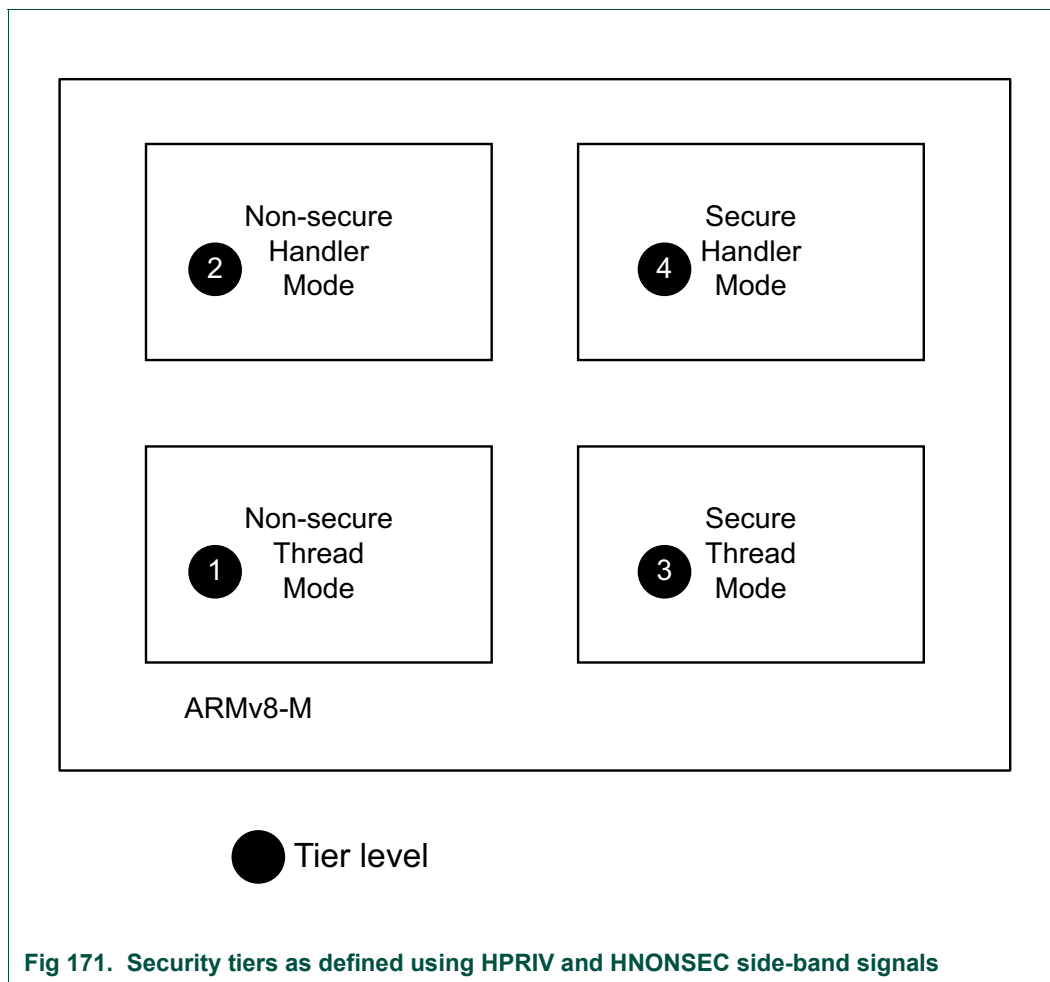 Non-secure
Handler
Mode
2
Secure
Handler
Mode
4
Non-secure
Thread
Mode
1
Secure
Thread
Mode
3
ARMv8-M
Tier level
Fig 171. Security tiers as defined using HPRIV and HNONSEC side-band signals